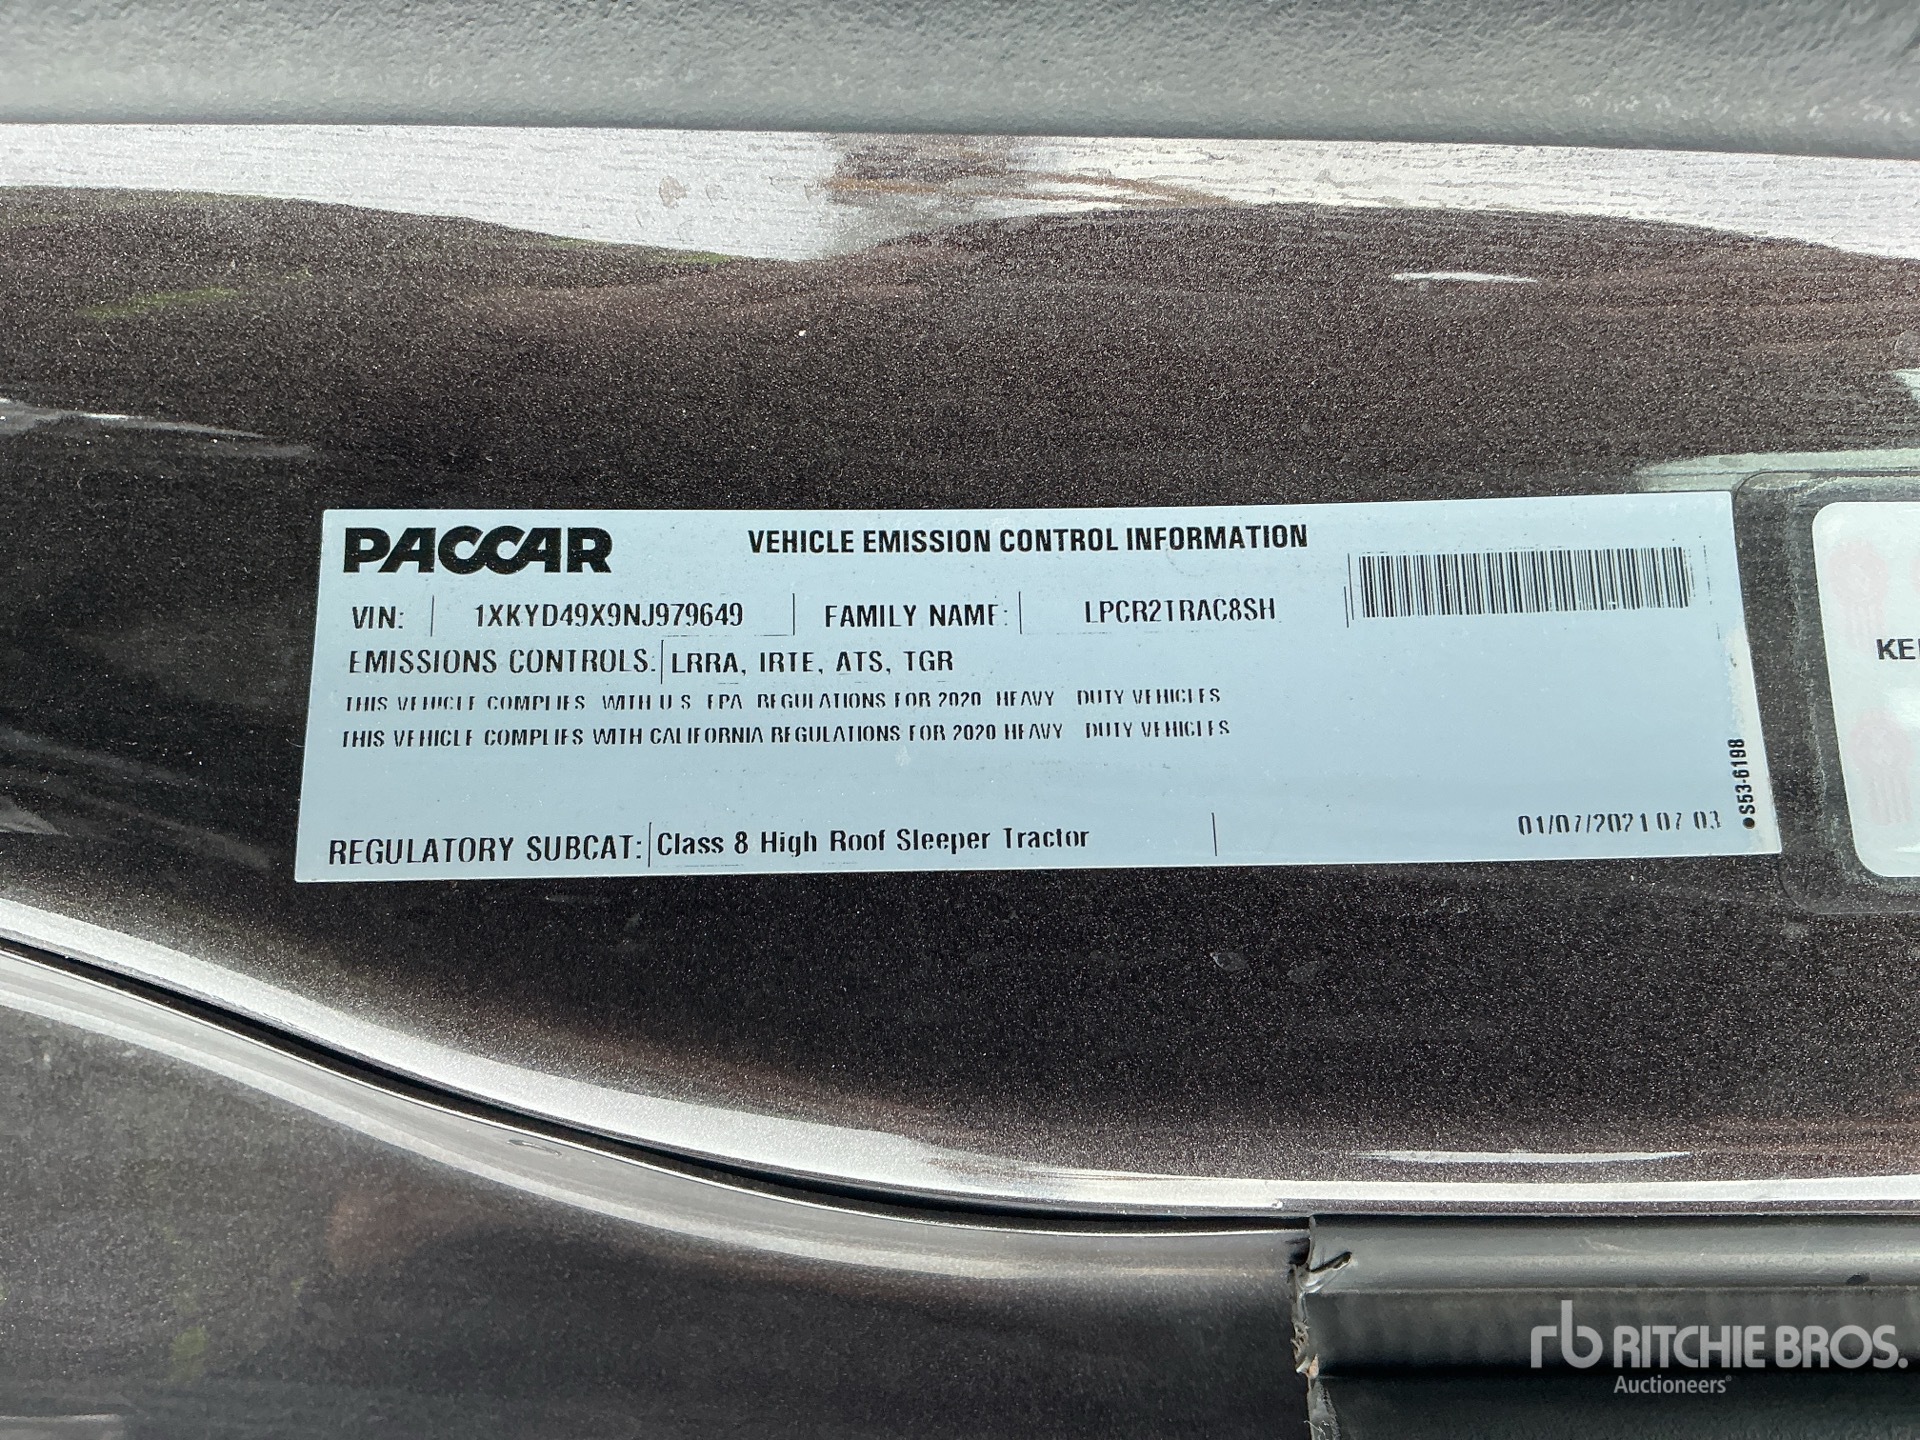 PACCAR
VEHICLE EMISSION CONTROL INFORMATION
VIN: 1XKYD49X9NJ979649 FAMILY NAME: LPCR2TRAC8SH
EMISSIONS CONTROLS: LRRA, IRTE, ATS, TGR
THIS VEHICLE COMPLIES WITH U S EPA REGULATIONS FOR 2020 HEAVY DUTY VEHICLES
THIS VEHICLE COMPLIES WITH CALIFORNIA REGULATIONS FOR 2020 HEAVY DUTY VEHICLES
REGULATORY SUBCAT: Class 8 High Roof Sleeper Tractor
01/07/2021 07 03
●S53-6198
KE
rb RITCHIE BROS.
Auctioneers®